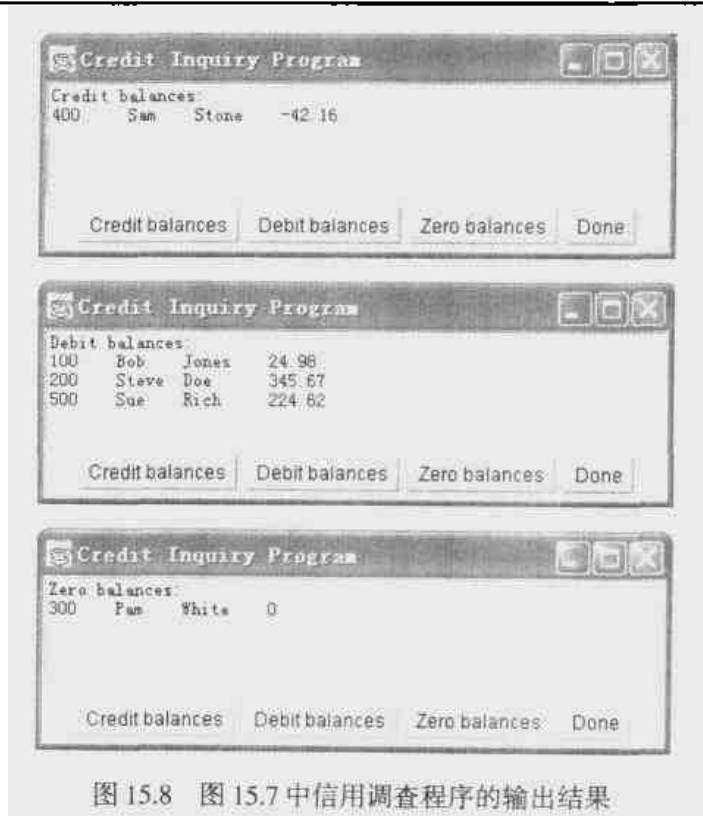 Credit Inquiry Program
Credit balances:
400 Sam Stone -42.16
Credit balances Debit balances Zero balances Done
Credit Inquiry Program
Debit balances:
100 Bob Jones 24.98
200 Steve Doe 345.67
500 Sue Rich 224.62
Credit balances Debit balances Zero balances Done
Credit Inquiry Program
Zero balances:
300 Pam White 0
Credit balances Debit balances Zero balances Done
图 15.8 图 15.7 中信用调查程序的输出结果